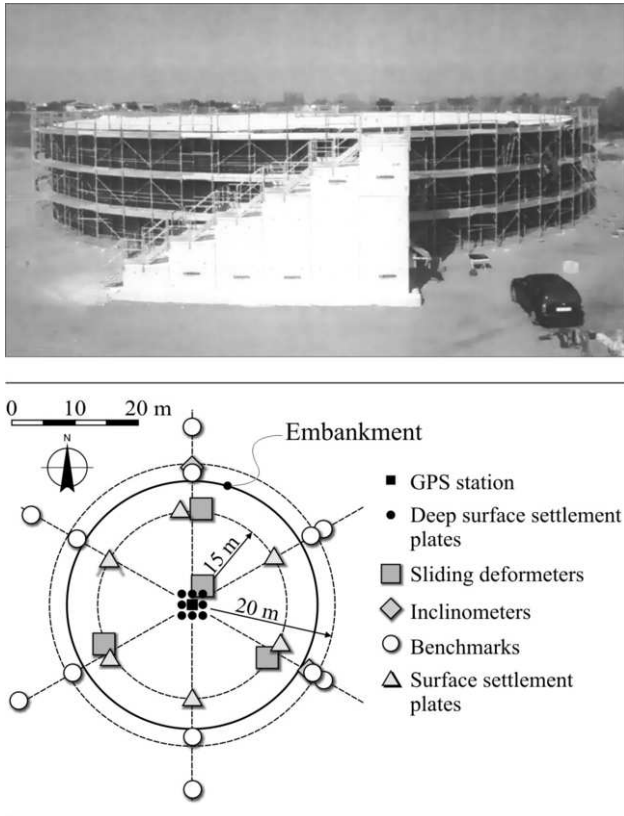 0 10 20 m
N
Embankment
GPS station
Deep surface settlement
plates
15 m
Sliding deformeters
20 m
Inclinometers
Benchmarks
Surface settlement
plates